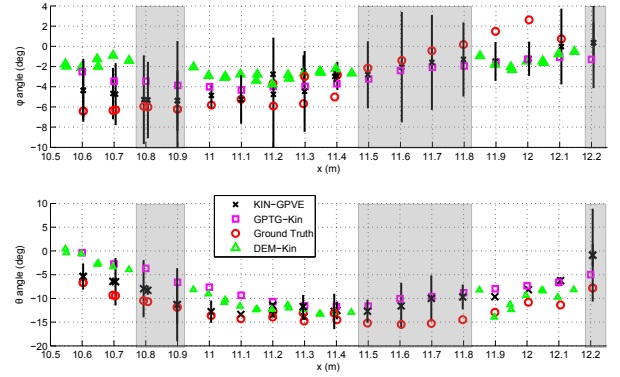 φ angle (deg)
4
2
0
−2
−4
−6
−8
−10
10.5 10.6 10.7 10.8 10.9 11 11.1 11.2 11.3 11.4 11.5 11.6 11.7 11.8 11.9 12 12.1 12.2
x (m)
θ angle (deg)
10
5
0
−5
−10
−15
−20
KIN−GPVE
GPTG−Kin
Ground Truth
DEM−Kin
10.5 10.6 10.7 10.8 10.9 11 11.1 11.2 11.3 11.4 11.5 11.6 11.7 11.8 11.9 12 12.1 12.2
x (m)